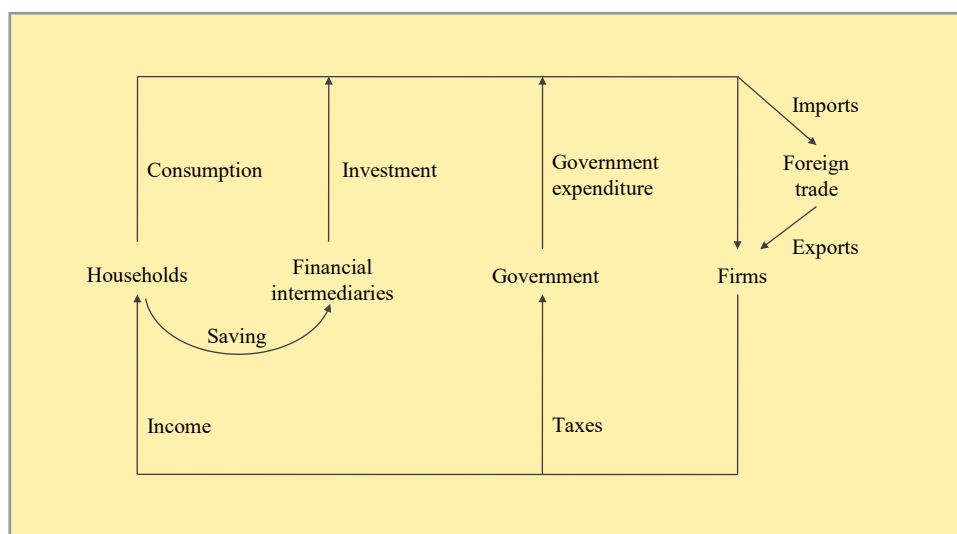 Imports
Consumption
Investment
Government
expenditure
Foreign
trade
Exports
Households
Financial
intermediaries
Government
Firms
Saving
Income
Taxes